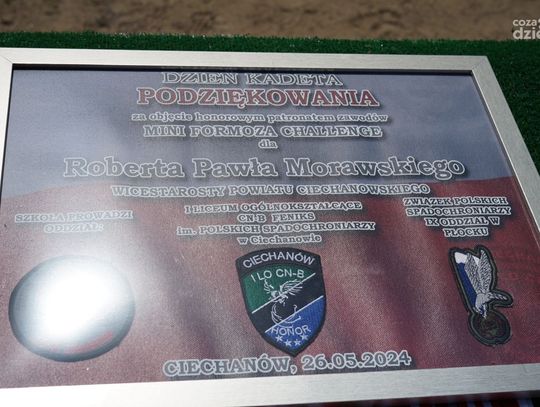 DZIEŃ KADETA
PODZIĘKOWANIA
za objęcie honorowym patronatem zawodów
MINI FORMOZA CHALLENGE
dla
Roberta Pawła Morawskiego
WICESTAROSTY POWIATU CIECHANOWSKIEGO
SZKOŁA PROWADZI
ODDZIAŁ:
I LICEUM OGÓLNOKSZTAŁCĄCE
CN-B FENIKS
im. POLSKICH SPADOCHRONIARZY
w Ciechanowie
ZWIĄZEK POLSKICH
SPADOCHRONIARZY
IX ODDZIAŁ W
PŁOCKU
CIECHANÓW
I LO CN-B
HONOR
CIECHANÓW, 26.05.2024